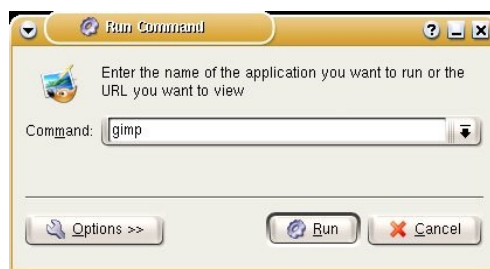 Run Command
Enter the name of the application you want to run or the
URL you want to view
Command: gimp
Options >>
Run
Cancel